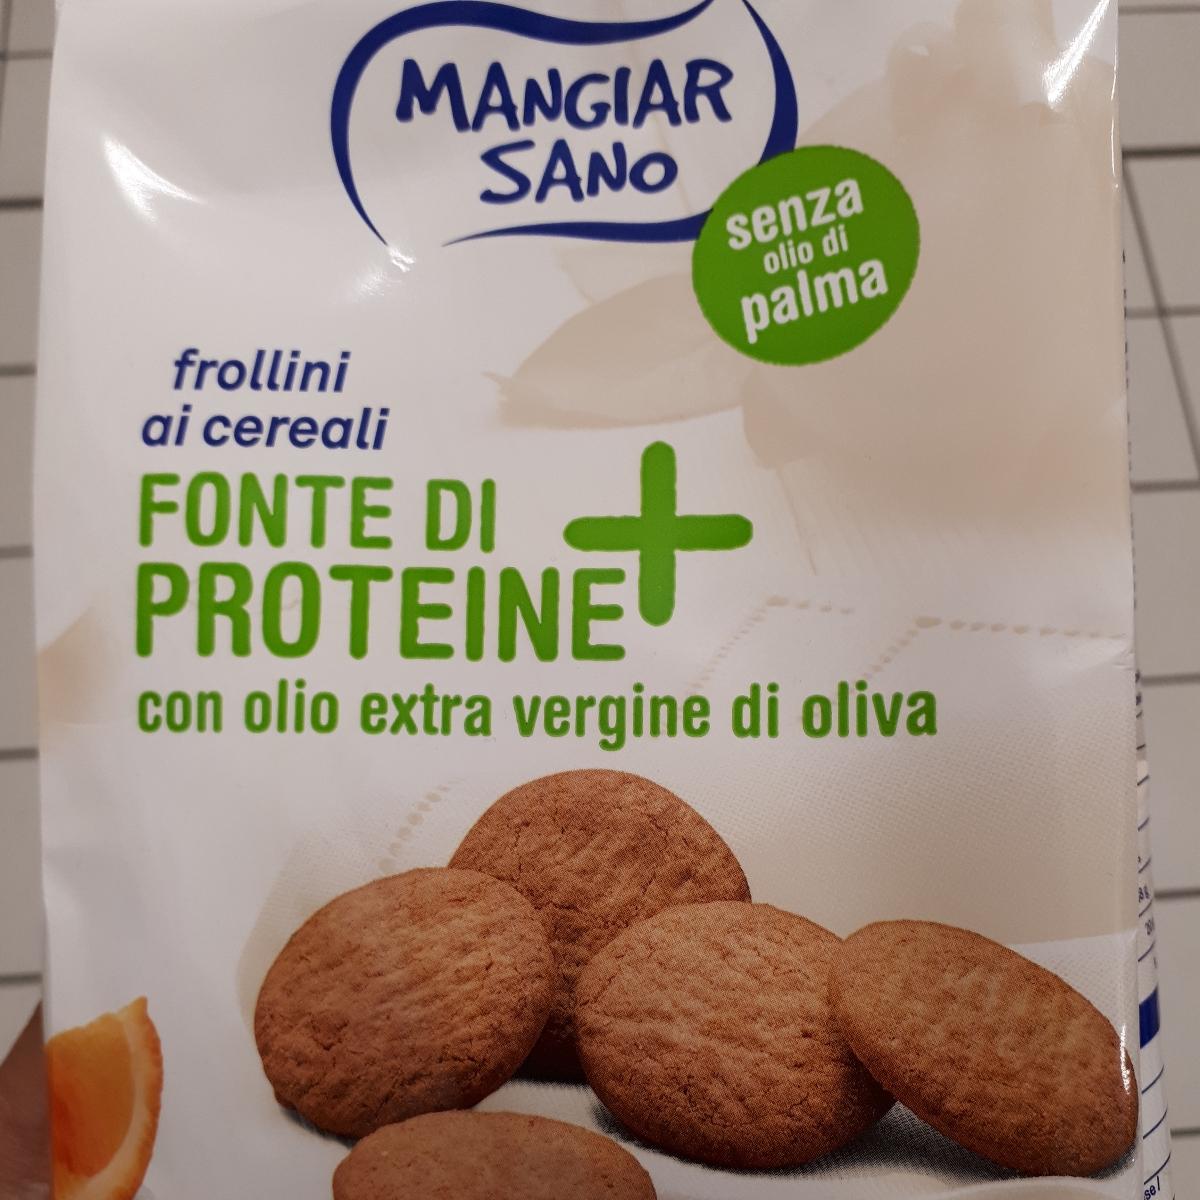 MANGIAR
SANO
senza
olio di
palma
frollini
ai cereali
FONTE DI
PROTEINE+
con olio extra vergine di oliva